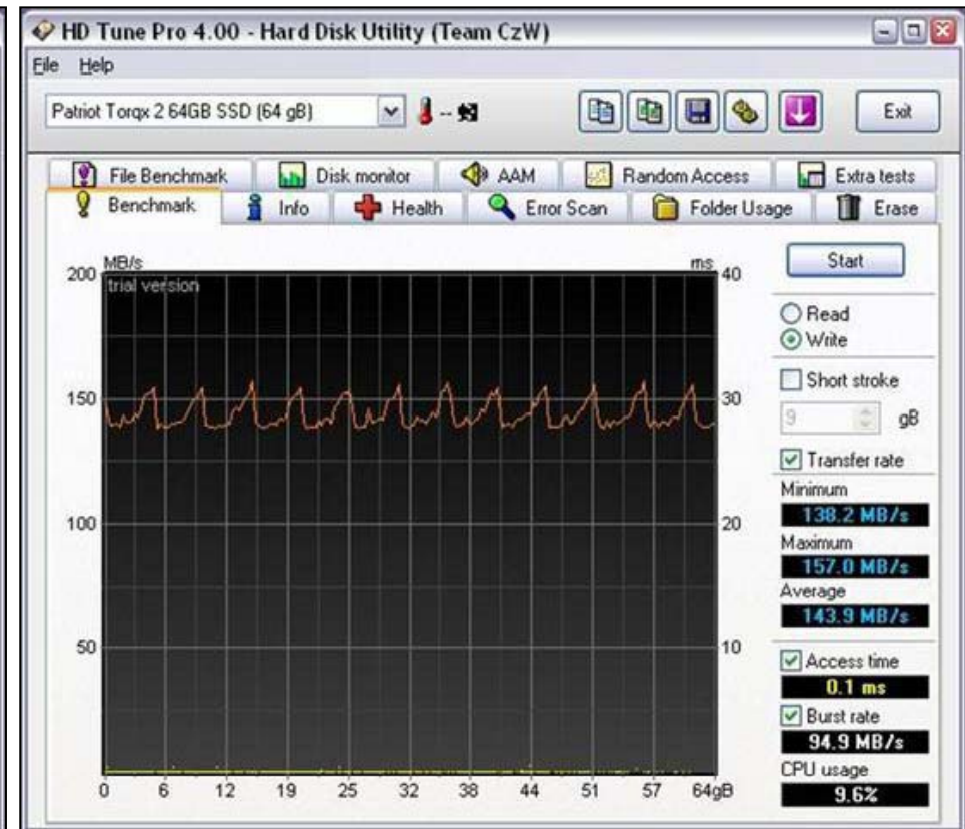 HD Tune Pro 4.00 - Hard Disk Utility (Team CzW)
File Help
Patriot Torqx 2 64GB SSD (64 gB)
--
Exit
File Benchmark Disk monitor AAM Random Access Extra tests
Benchmark Info Health Error Scan Folder Usage Erase
MB/s ms
trial version
200 40
150 30
100 20
50 10
0 6 12 19 25 32 38 44 51 57 64gB
Start
Read
Write
Short stroke
9 gB
Transfer rate
Minimum
138.2 MB/s
Maximum
157.0 MB/s
Average
143.9 MB/s
Access time
0.1 ms
Burst rate
94.9 MB/s
CPU usage
9.6%